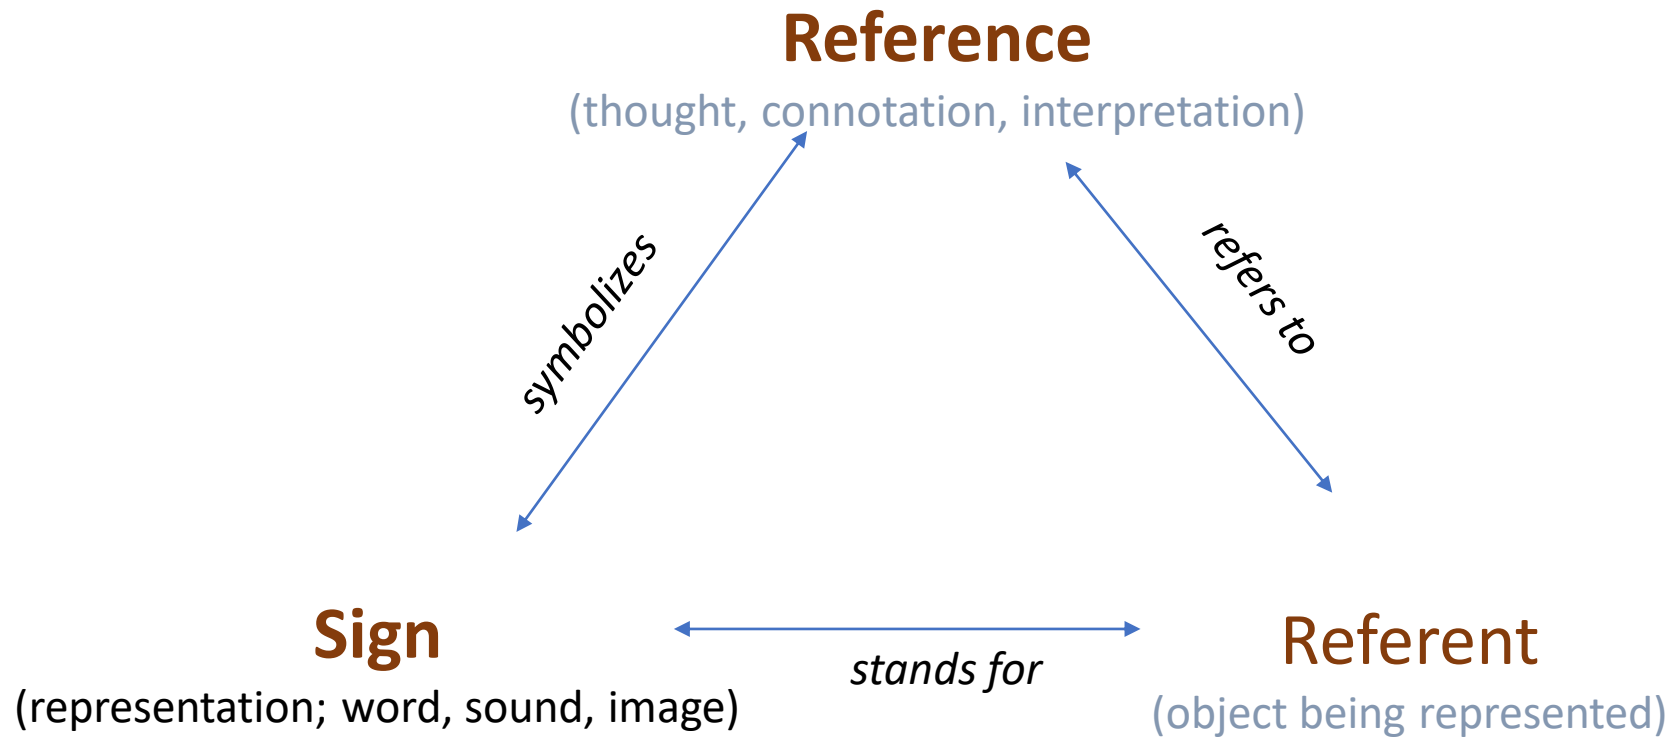 Reference
(thought, connotation, interpretation)
symbolizes
refers to
Sign
(representation; word, sound, image)
stands for
Referent
(object being represented)